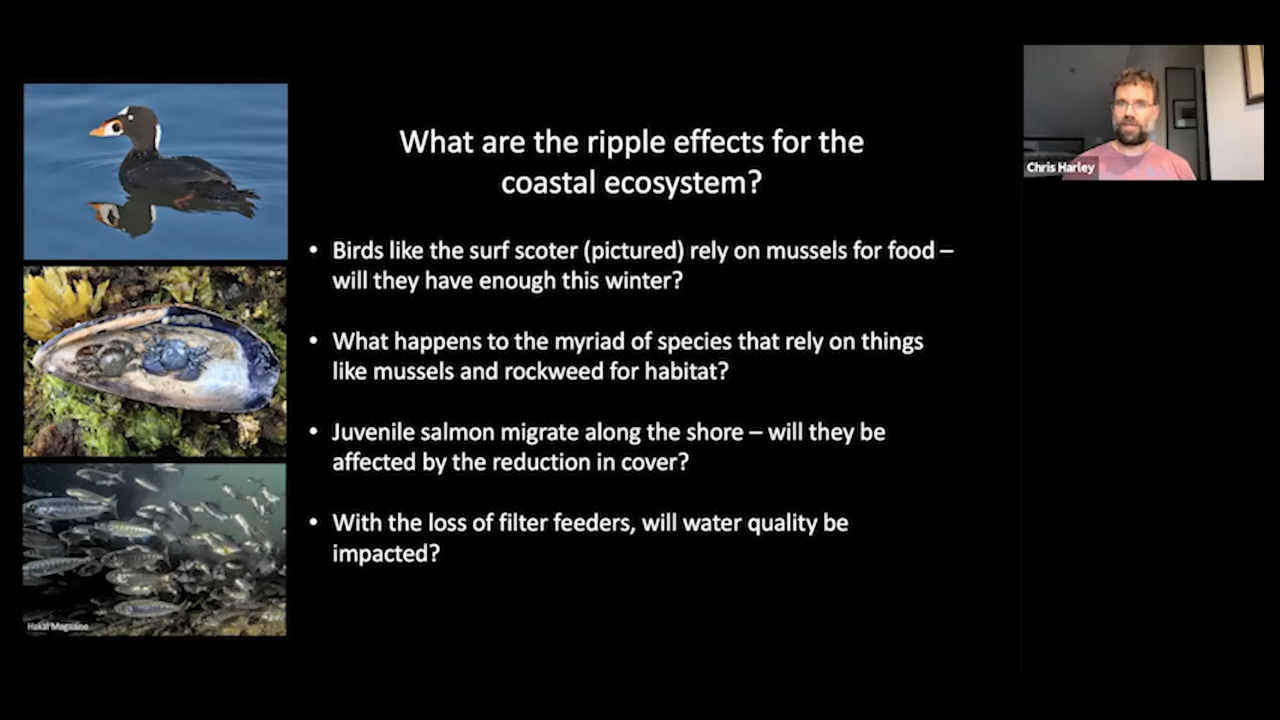 What are the ripple effects for the
coastal ecosystem?
• Birds like the surf scoter (pictured) rely on mussels for food –
will they have enough this winter?
• What happens to the myriad of species that rely on things
like mussels and rockweed for habitat?
• Juvenile salmon migrate along the shore – will they be
affected by the reduction in cover?
• With the loss of filter feeders, will water quality be
impacted?
Hakai Magazine
Chris Harley